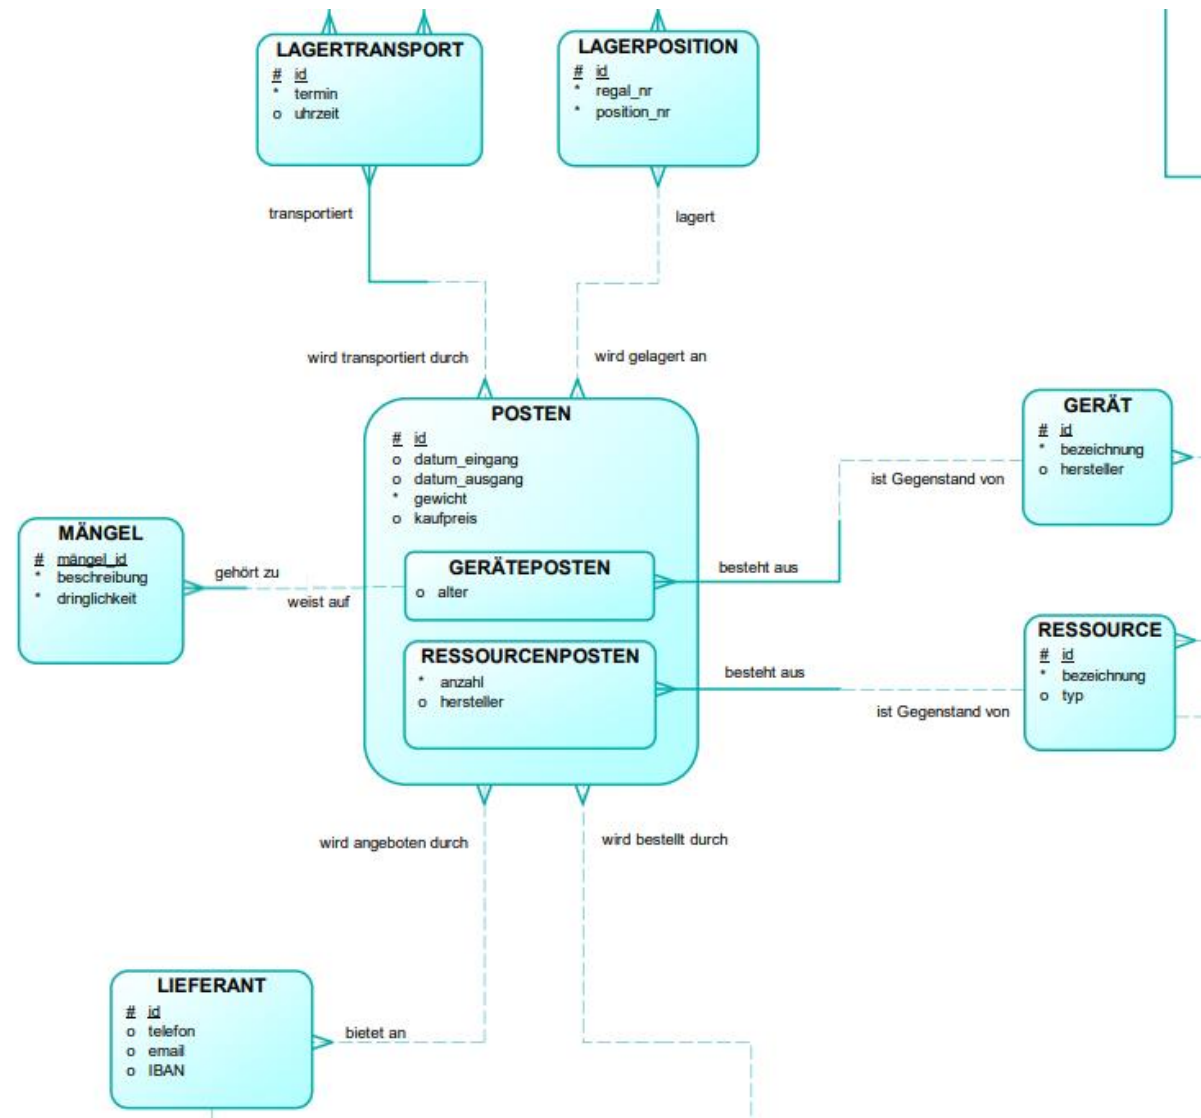 LAGERTRANSPORT
# id
* termin
o uhrzeit
LAGERPOSITION
# id
* regal_nr
* position_nr
transportiert
lagert
wird transportiert durch
wird gelagert an
POSTEN
# id
o datum_eingang
o datum_ausgang
* gewicht
o kaufpreis
GERÄT
# id
* bezeichnung
o hersteller
ist Gegenstand von
MÄNGEL
# mängel_id
* beschreibung
* dringlichkeit
gehört zu
weist auf
GERÄTEPOSTEN
o alter
besteht aus
RESSOURCENPOSTEN
* anzahl
o hersteller
besteht aus
ist Gegenstand von
RESSOURCE
# id
* bezeichnung
o typ
wird angeboten durch
wird bestellt durch
LIEFERANT
# id
o telefon
o email
o IBAN
bietet an